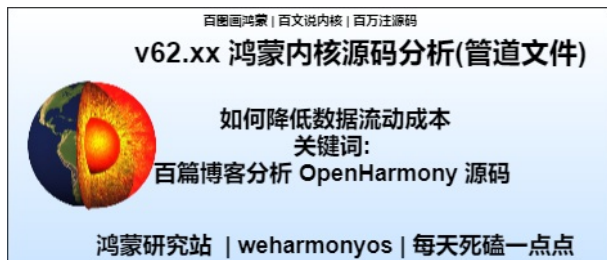 百图画鸿蒙 | 百文说内核 | 百万注源码
v62.xx 鸿蒙内核源码分析(管道文件)
如何降低数据流动成本
关键词:
百篇博客分析 OpenHarmony 源码
鸿蒙研究站 | weharmonyos | 每天死磕一点点